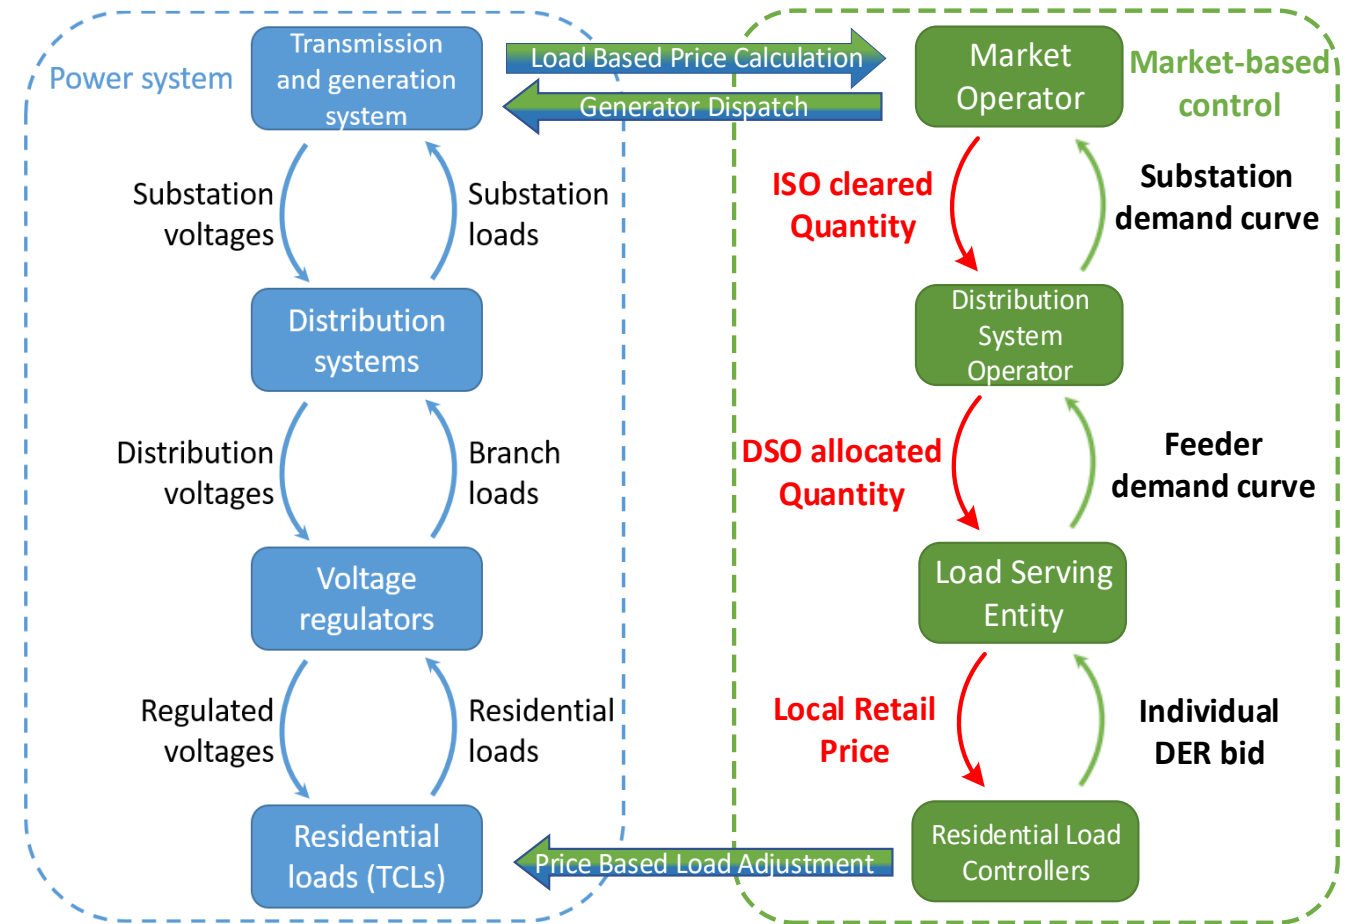 Power system
Transmission
and generation
system
Load Based Price Calculation
Generator Dispatch
Market
Operator
Market-based
control
Substation
voltages
Substation
loads
ISO cleared
Quantity
Substation
demand curve
Distribution
systems
Distribution
System
Operator
Distribution
voltages
Branch
loads
DSO allocated
Quantity
Feeder
demand curve
Voltage
regulators
Load Serving
Entity
Regulated
voltages
Residential
loads
Local Retail
Price
Individual
DER bid
Residential
loads (TCLs)
Price Based Load Adjustment
Residential Load
Controllers